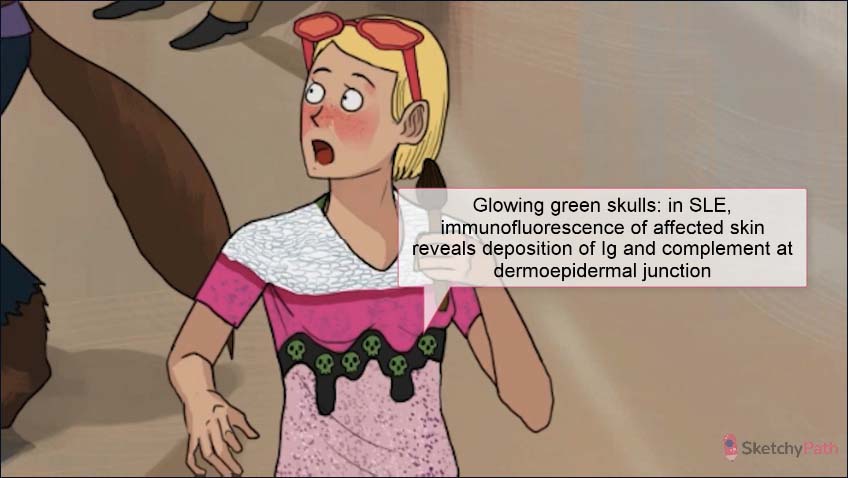 Glowing green skulls: in SLE,
immunofluorescence of affected skin
reveals deposition of Ig and complement at
dermoepidermal junction
SketchyPath